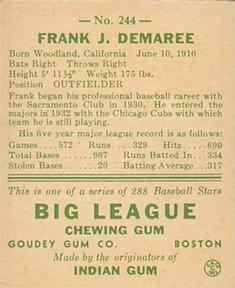 No. 244
FRANK J. DEMAREE
Born Woodland, California June 10, 1910
Bats Right Throws Right
Height 5' 11½" Weight 175 lbs.
Position OUTFIELDER
Frank began his professional baseball career with
the Sacramento Club in 1930. He entered the
majors in 1932 with the Chicago Cubs with which
team he is still playing.
His five year major league record is as follows:
Games......572 Runs......329 Hits......690
Total Bases......967 Runs Batted In....334
Stolen Bases......20 Batting Average...317
This is one of a series of 288 Baseball Stars
BIG LEAGUE
CHEWING GUM
GOUDEY GUM CO. BOSTON
Made by the originators of
INDIAN GUM